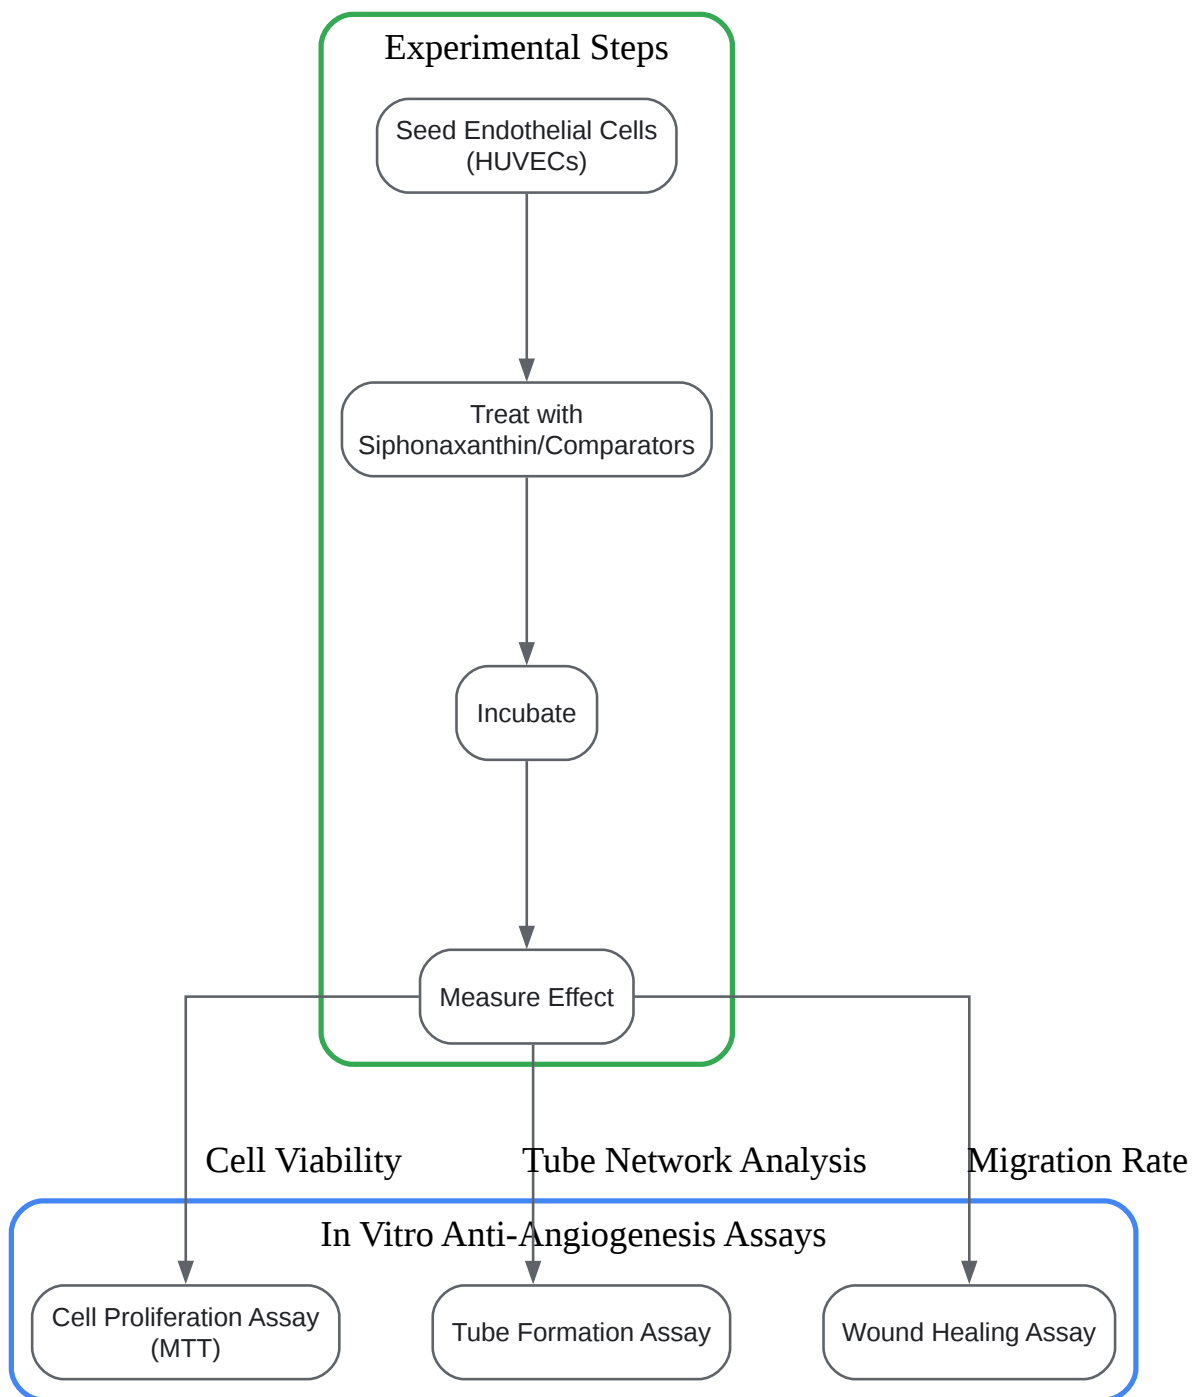 Experimental Steps
Seed Endothelial Cells
(HUVECs)
Treat with
Siphonaxanthin/Comparators
Incubate
Measure Effect
Cell Viability
Tube Network Analysis
Migration Rate
In Vitro Anti-Angiogenesis Assays
Cell Proliferation Assay
(MTT)
Tube Formation Assay
Wound Healing Assay